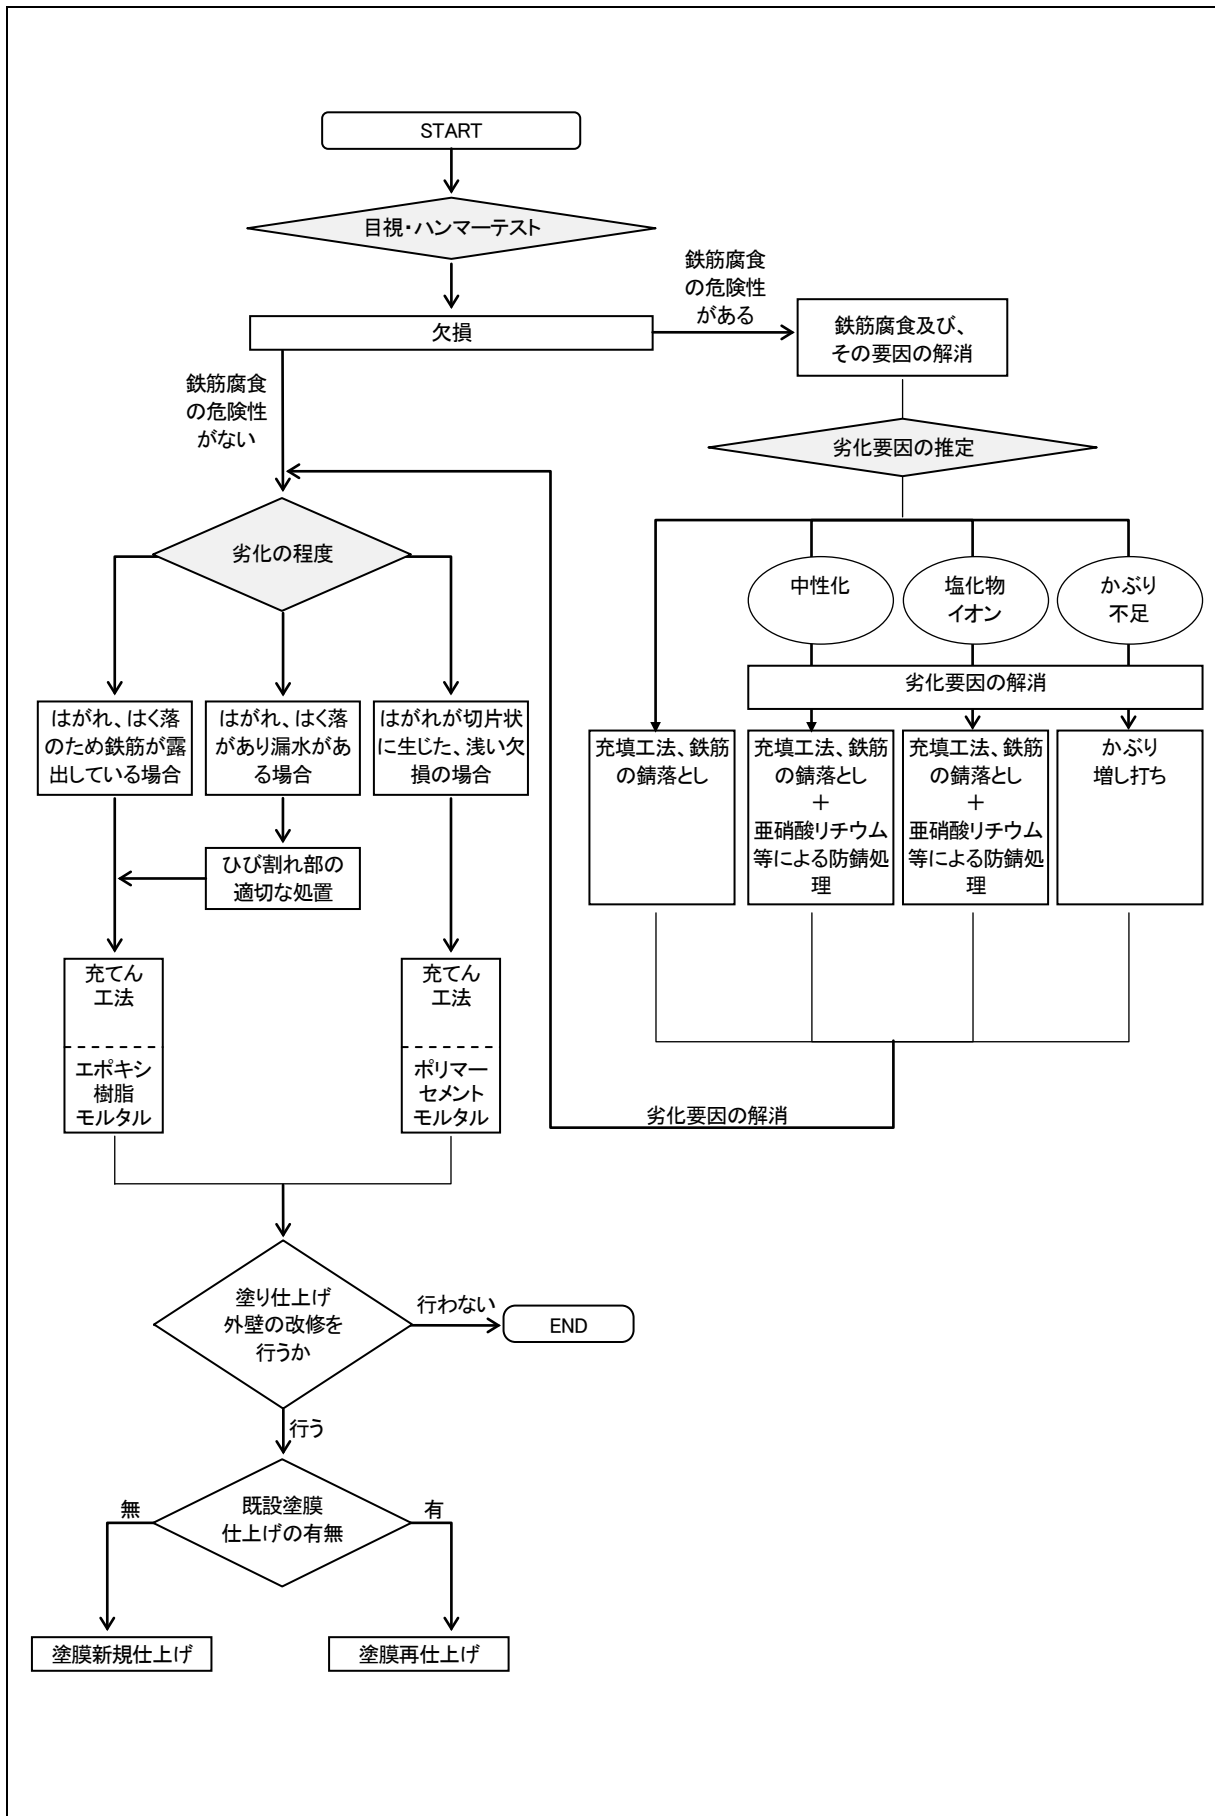 START
目視・ハンマーテスト
鉄筋腐食
の危険性
がある
欠損
鉄筋腐食及び、
その要因の解消
鉄筋腐食
の危険性
がない
劣化要因の推定
劣化の程度
中性化
塩化物
イオン
かぶり
不足
劣化要因の解消
はがれ、はく落
のため鉄筋が露
出している場合
はがれ、はく落
があり漏水があ
る場合
はがれが切片状
に生じた、浅い欠
損の場合
充填工法、鉄筋
の錆落とし
充填工法、鉄筋
の錆落とし
＋
亜硝酸リチウム
等による防錆処
理
充填工法、鉄筋
の錆落とし
＋
亜硝酸リチウム
等による防錆処
理
かぶり
増し打ち
ひび割れ部の
適切な処置
充てん
工法
エポキシ
樹脂
モルタル
充てん
工法
ポリマー
セメント
モルタル
劣化要因の解消
塗り仕上げ
外壁の改修を
行うか
行わない
END
行う
既設塗膜
仕上げの有無
無
有
塗膜新規仕上げ
塗膜再仕上げ